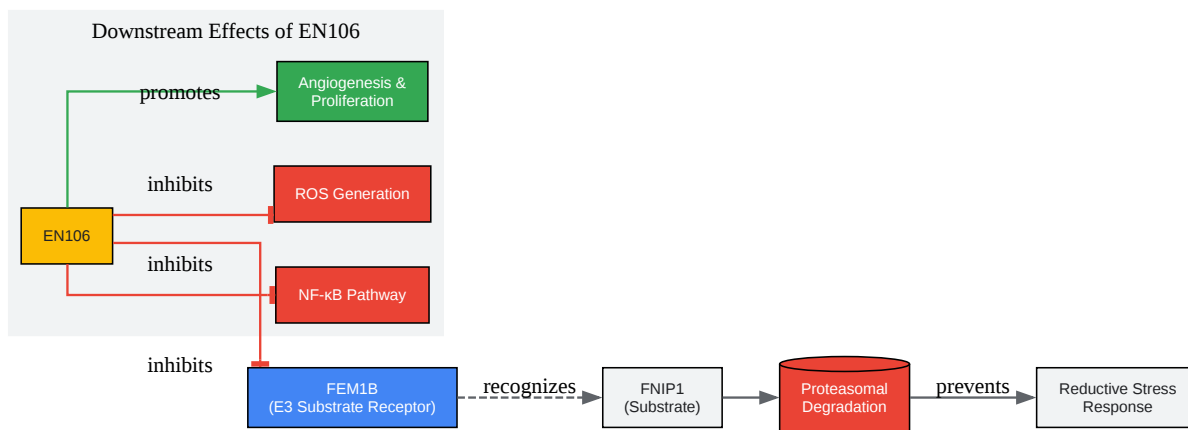 Downstream Effects of EN106
Angiogenesis &
Proliferation
promotes
inhibits
ROS Generation
EN106
inhibits
NF-κB Pathway
inhibits
FEM1B
(E3 Substrate Receptor)
recognizes
FNIP1
(Substrate)
Proteasomal
Degradation
prevents
Reductive Stress
Response